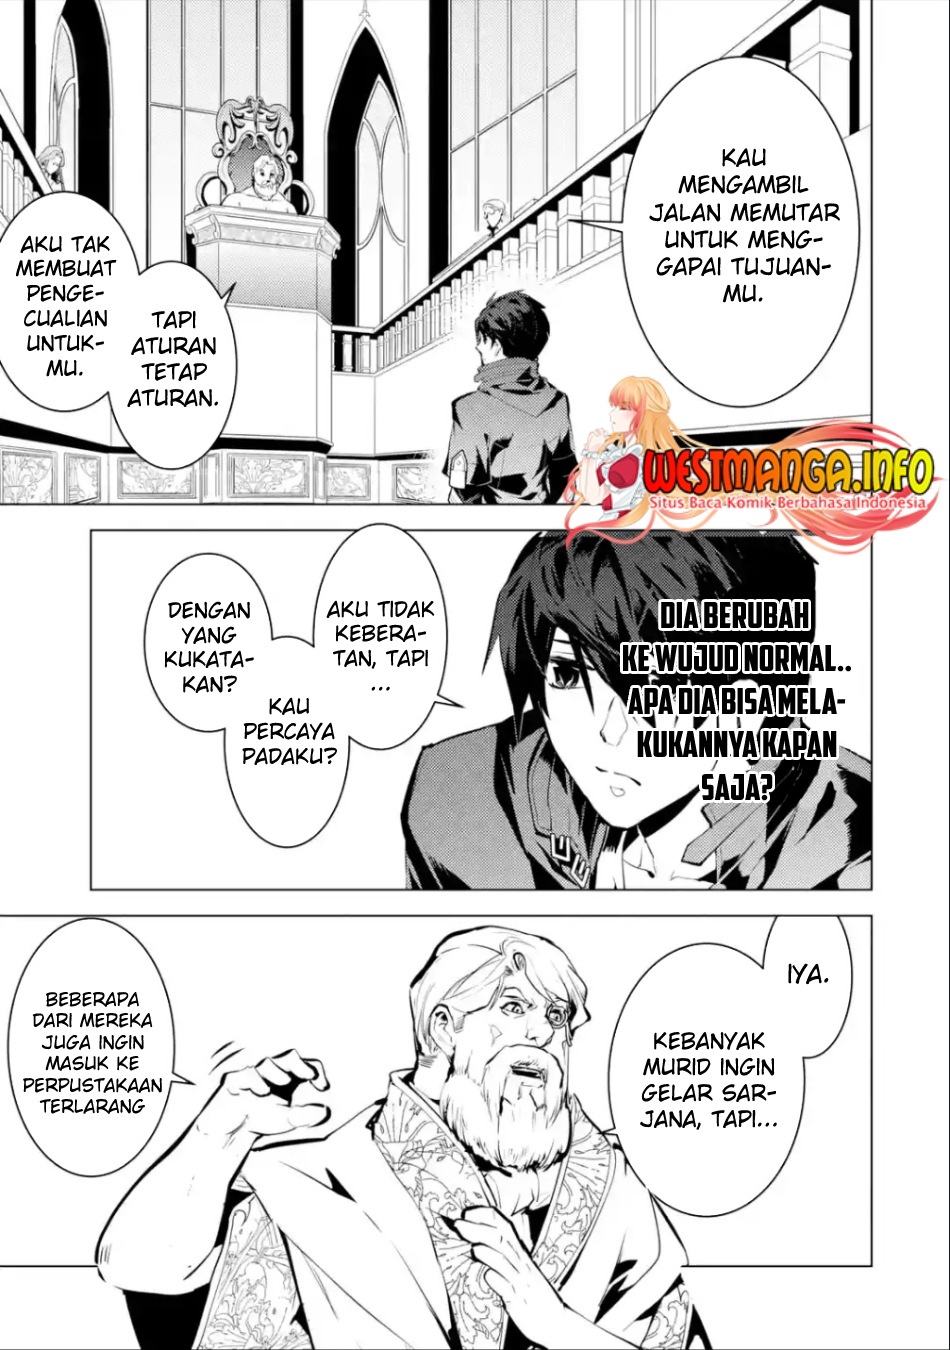 KAU
MENGAMBIL
JALAN MEMUTAR
UNTUK MENG-
GAPAI TUJUAN-
MU.
TAPI
ATURAN
TETAP
ATURAN.
AKU TAK
MEMBUAT
PENGE-
CUALIAN
UNTUK-
MU.
WESTMANGA.INFO
Situs Baca Komik Berbahasa Indonesia
DIA BERUBAH
KE WUJUD NORMAL..
APA DIA BISA MELA-
KUKANNYA KAPAN
SAJA?
AKU TIDAK
KEBERA-
TAN, TAPI
...
KAU
PERCAYA
PADAKU?
DENGAN
YANG
KUKATA-
KAN?
IYA.
KEBANYAK
MURID INGIN
GELAR SAR-
JANA, TAPI...
BEBERAPA
DARI MEREKA
JUGA INGIN
MASUK KE
PERPUSTAKAAN
TERLARANG